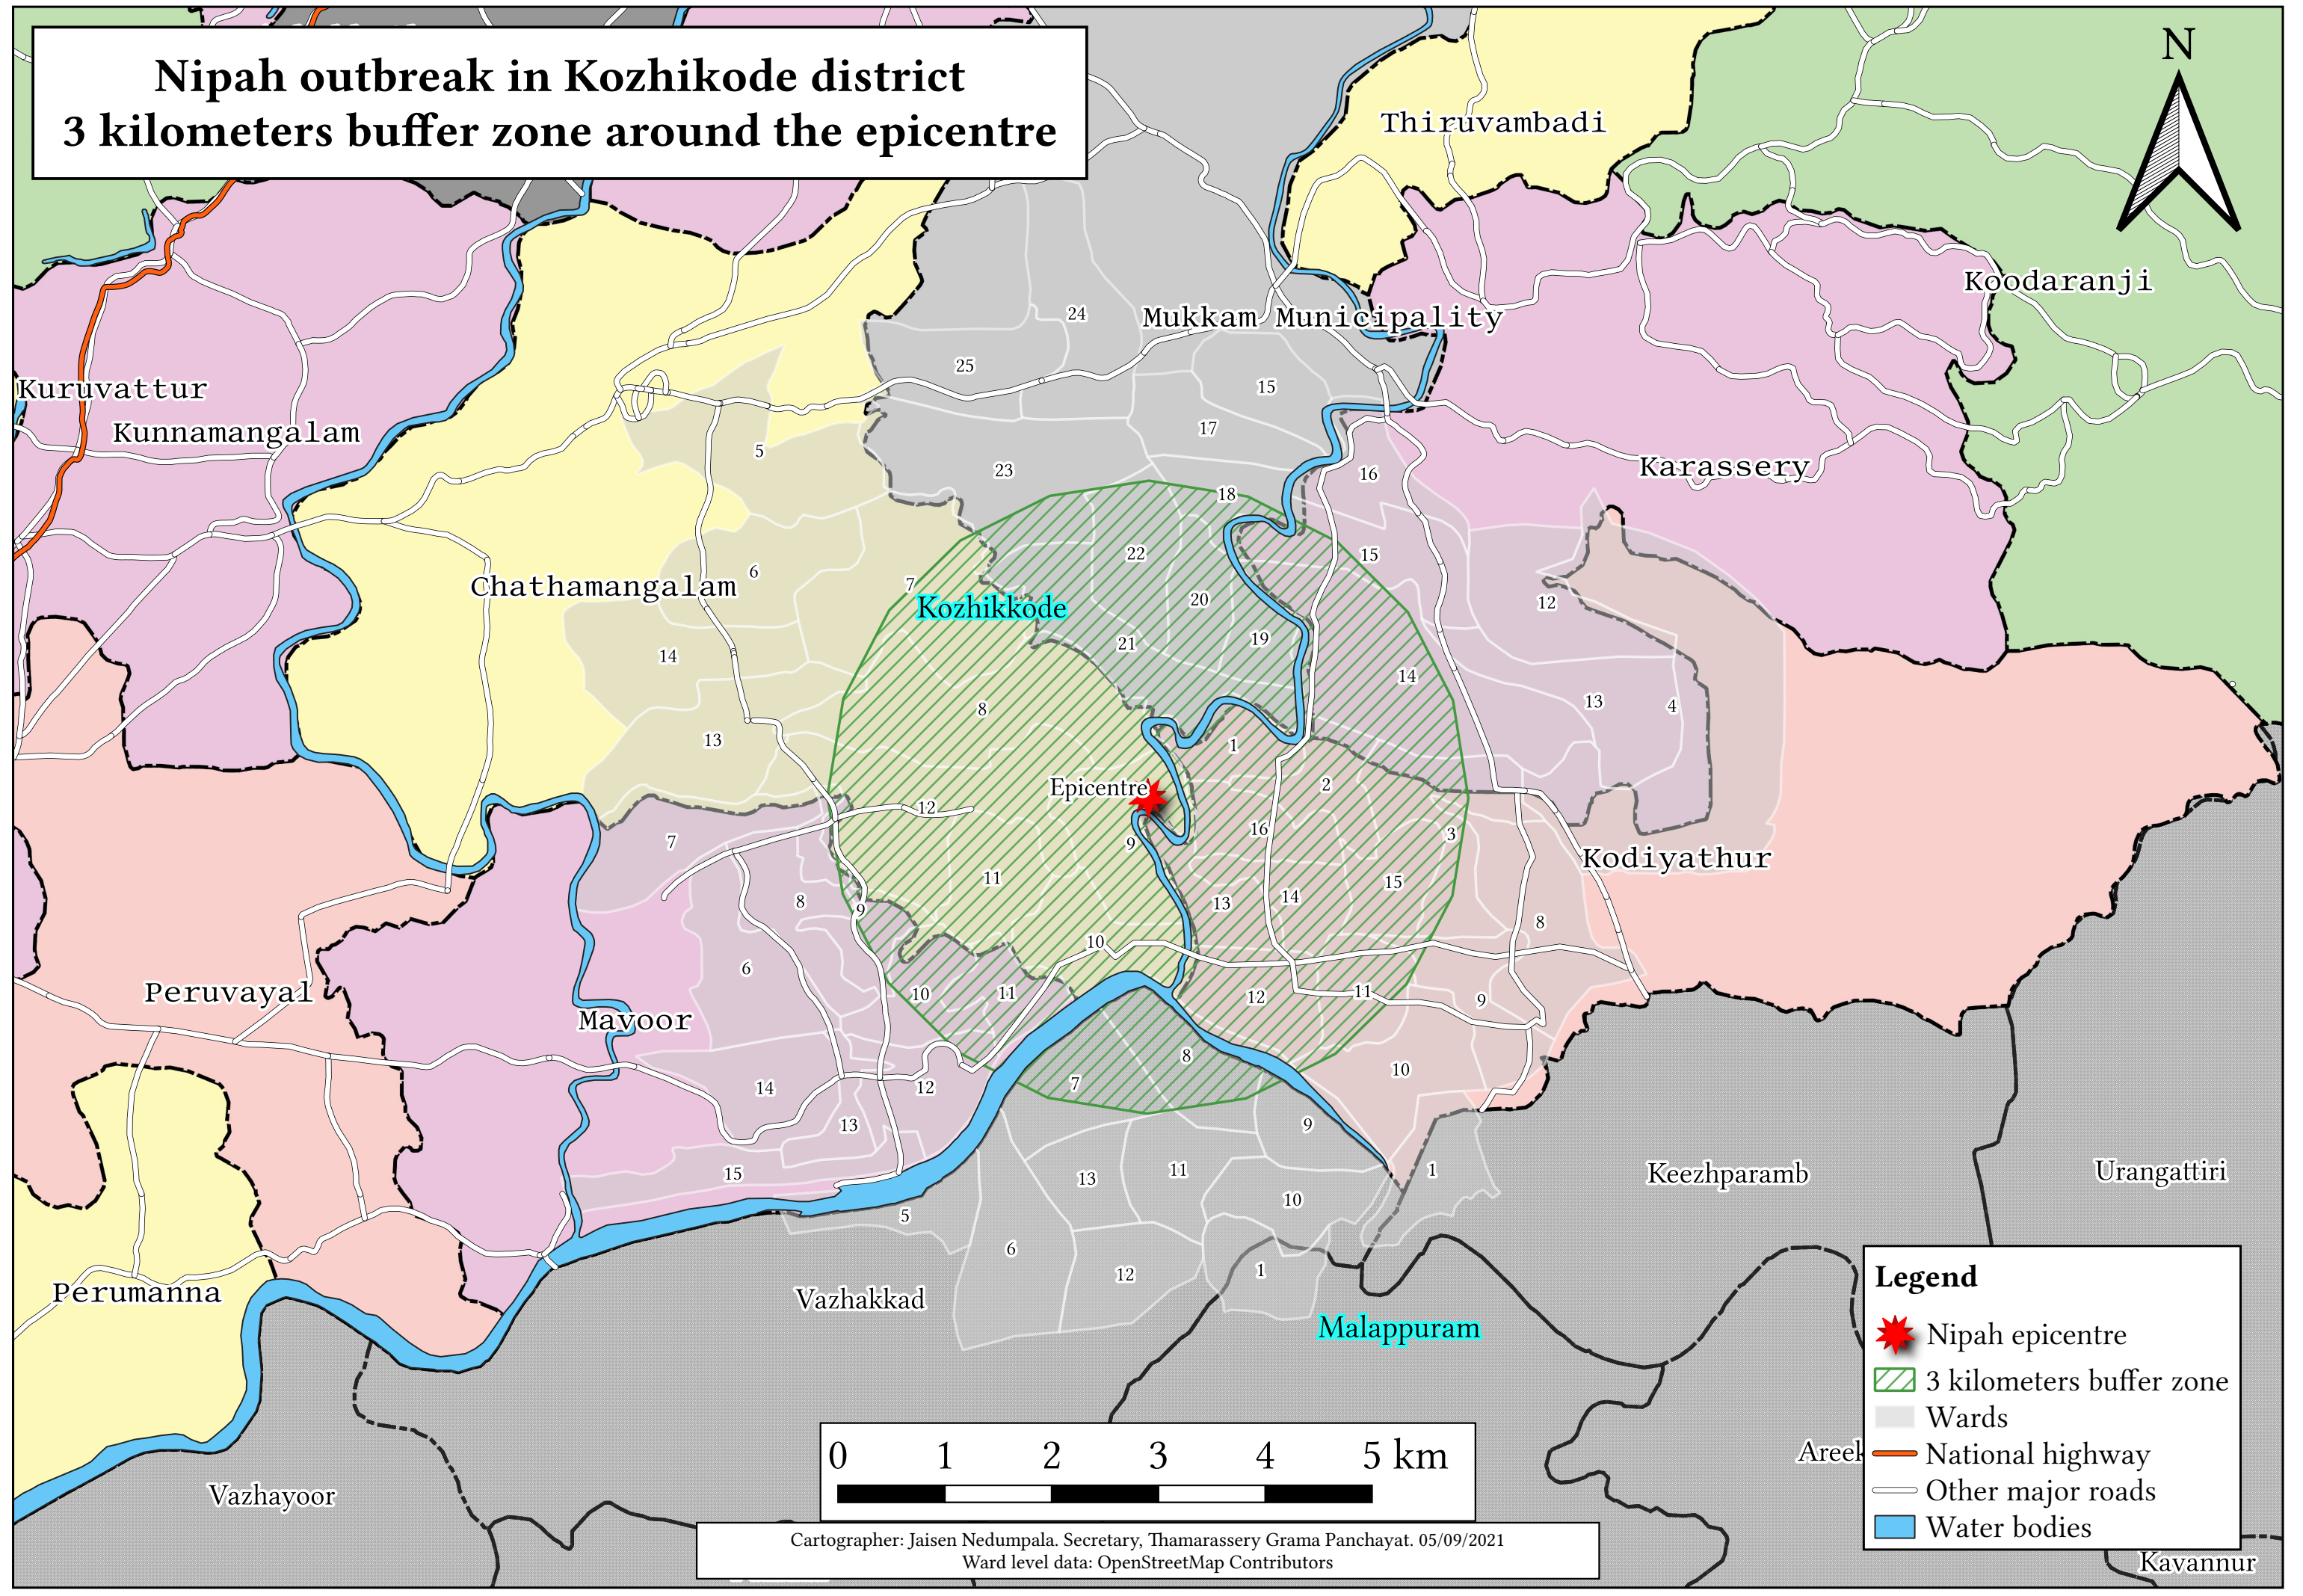 Nipah outbreak in Kozhikode district
3 kilometers buffer zone around the epicentre
N
Thiruvambadi
Koodaranji
24
Mukkam Municipality
25
15
Kuruvattur
17
Kunnamangalam
5
23
16
Karassery
18
22
15
6
7
Chathamangalam
20
12
Kozhikkode
19
21
14
14
13
4
8
13
1
2
Epicentre
12
16
3
7
9
Kodiyathur
11
15
14
8
13
9
8
10
6
Peruvayal
10
11
12
11
9
Mavoor
8
10
7
14
12
13
9
1
15
13
11
Keezhparamb
Urangattiri
10
5
6
12
1
Perumanna
Vazhakkad
Malappuram
Legend
Nipah epicentre
3 kilometers buffer zone
Wards
National highway
Other major roads
Water bodies
0 1 2 3 4 5 km
Areek
Vazhayoor
Cartographer: Jaisen Nedumpala. Secretary, Thamarassery Grama Panchayat. 05/09/2021
Ward level data: OpenStreetMap Contributors
Kavannur